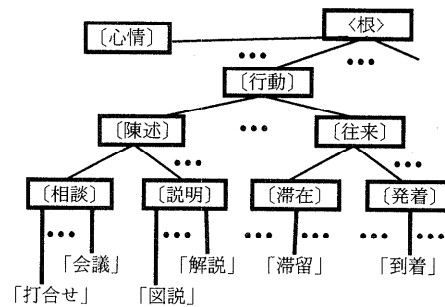 〈根〉
〔心情〕
•••
•••
〔行動〕
〔陳述〕
•••
〔往来〕
•••
•••
〔相談〕
〔説明〕
〔滞在〕
〔発着〕
•••
•••
•••
•••
•••
「会議」
「解説」
「滞留」
「到着」
「打合せ」
「図説」